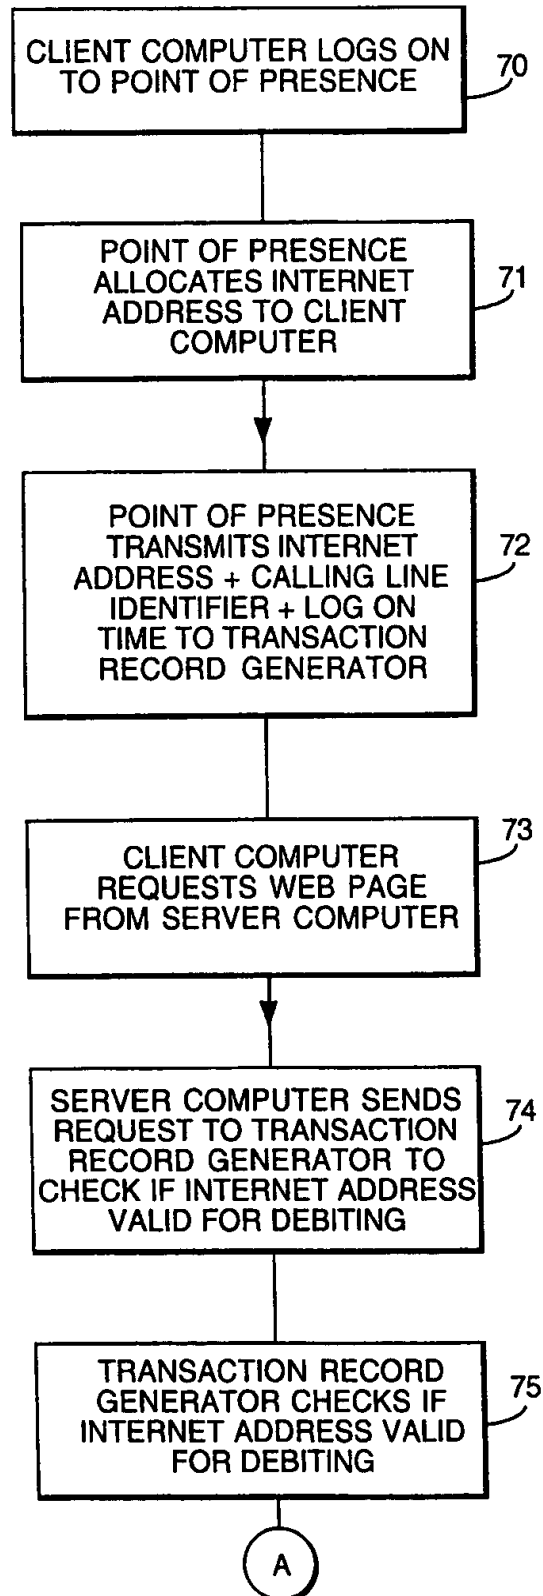 CLIENT COMPUTER LOGS ON
TO POINT OF PRESENCE
70
POINT OF PRESENCE
ALLOCATES INTERNET
ADDRESS TO CLIENT
COMPUTER
71
POINT OF PRESENCE
TRANSMITS INTERNET
ADDRESS + CALLING LINE
IDENTIFIER + LOG ON
TIME TO TRANSACTION
RECORD GENERATOR
72
CLIENT COMPUTER
REQUESTS WEB PAGE
FROM SERVER COMPUTER
73
SERVER COMPUTER SENDS
REQUEST TO TRANSACTION
RECORD GENERATOR TO
CHECK IF INTERNET ADDRESS
VALID FOR DEBITING
74
TRANSACTION RECORD
GENERATOR CHECKS IF
INTERNET ADDRESS VALID
FOR DEBITING
75
A